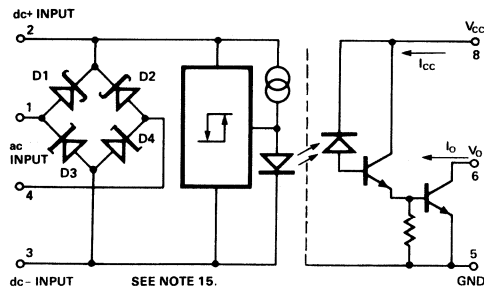 dc+ INPUT
2
VCC
8
ICC
D1
D2
1
ac
INPUT
D3
D4
4
IO
VO
6
3
dc− INPUT
SEE NOTE 15.
5
GND